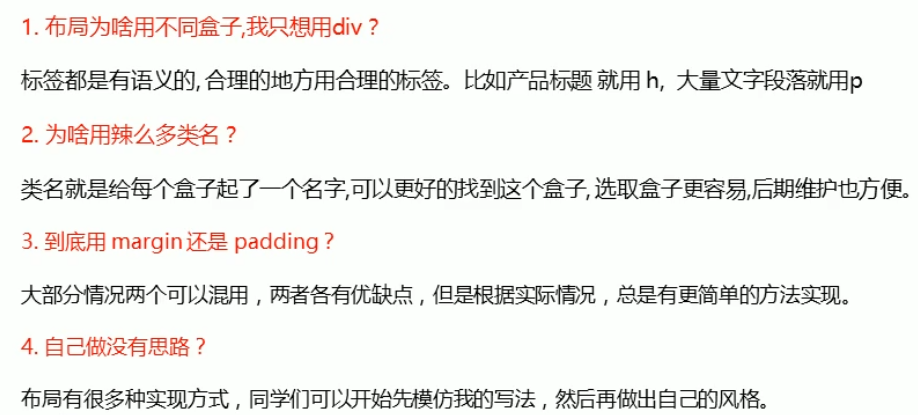 1. 布局为啥用不同盒子,我只想用div？
标签都是有语义的, 合理的地方用合理的标签。比如产品标题 就用 h, 大量文字段落就用p
2. 为啥用辣么多类名？
类名就是给每个盒子起了一个名字,可以更好的找到这个盒子, 选取盒子更容易,后期维护也方便。
3. 到底用 margin 还是 padding？
大部分情况两个可以混用，两者各有优缺点，但是根据实际情况，总是有更简单的方法实现。
4. 自己做没有思路？
布局有很多种实现方式，同学们可以开始先模仿我的写法，然后再做出自己的风格。